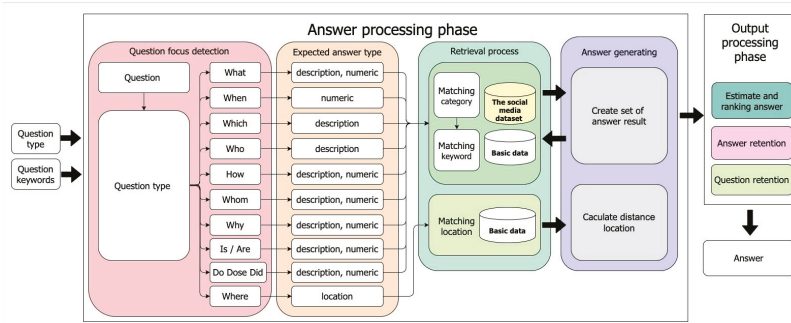 Answer processing phase
Question type
Question keywords
Question focus detection
Question
Question type
What
When
Which
Who
How
Whom
Why
Is / Are
Do Dose Did
Where
Expected answer type
description, numeric
numeric
description
description
description, numeric
description, numeric
description, numeric
description, numeric
description, numeric
location
Retrieval process
Matching
category
The social
media
dataset
Matching
keyword
Basic data
Matching
location
Basic data
Answer generating
Create set of
answer result
Caculate distance
location
Output
processing
phase
Estimate and
ranking answer
Answer retention
Question retention
Answer